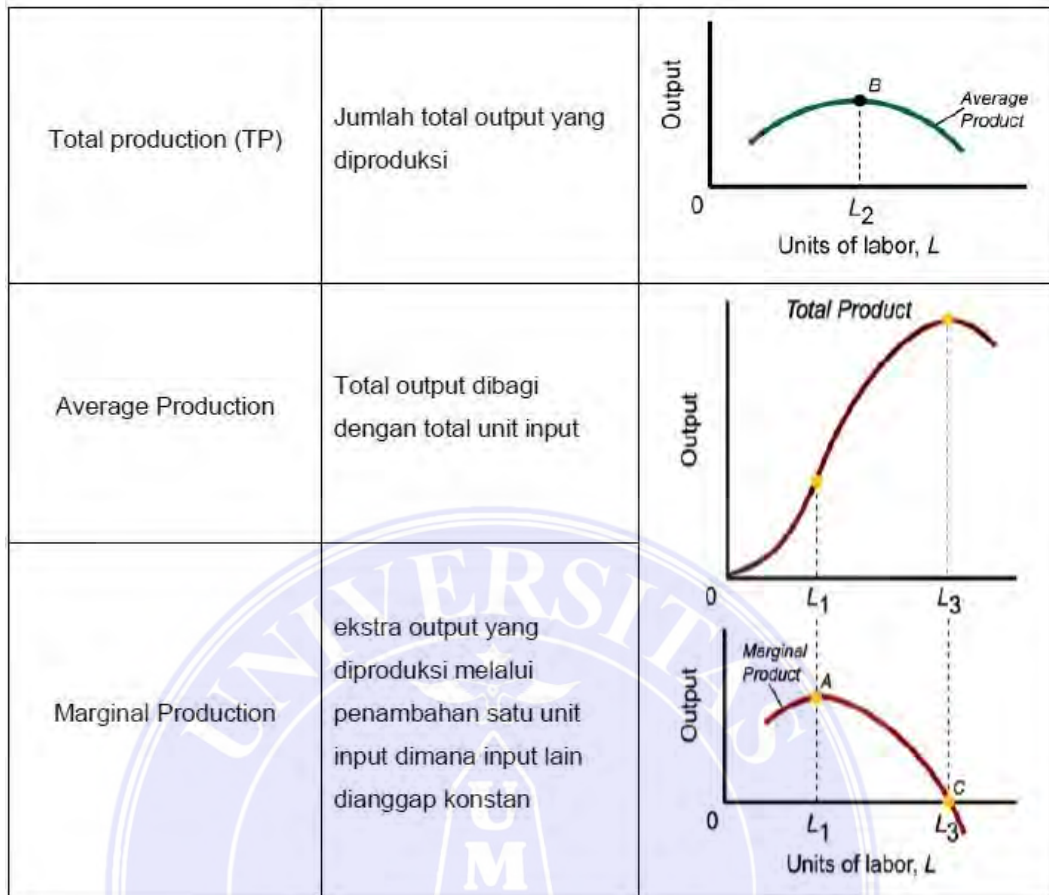 Total production (TP)
Jumlah total output yang
diproduksi
Output
B
Average
Product
0
L2
Units of labor, L
Average Production
Total output dibagi
dengan total unit input
Total Product
Output
0
L1
L3
Marginal Production
ekstra output yang
diproduksi melalui
penambahan satu unit
input dimana input lain
dianggap konstan
Marginal
Product
A
Output
C
0
L1
L3
Units of labor, L
UNIVERSITAS
U
M